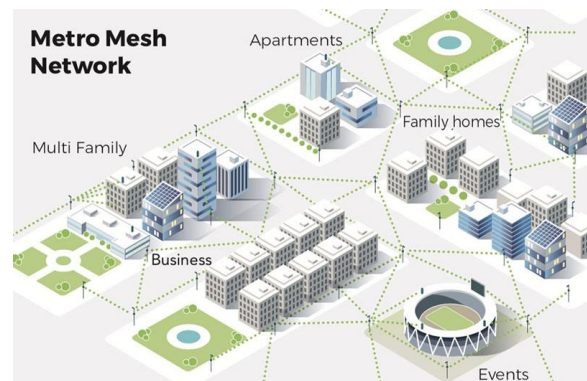 Metro Mesh
Network
Apartments
Family homes
Multi Family
Business
Events